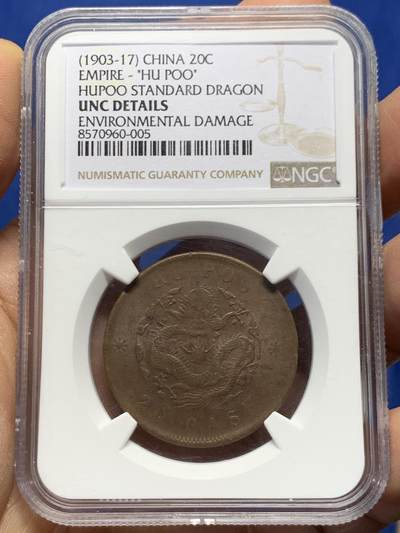 (1903-17) CHINA 20C
EMPIRE - "HU POO"
HUPOO STANDARD DRAGON
UNC DETAILS
ENVIRONMENTAL DAMAGE
8570960-005
NUMISMATIC GUARANTY COMPANY
NGC